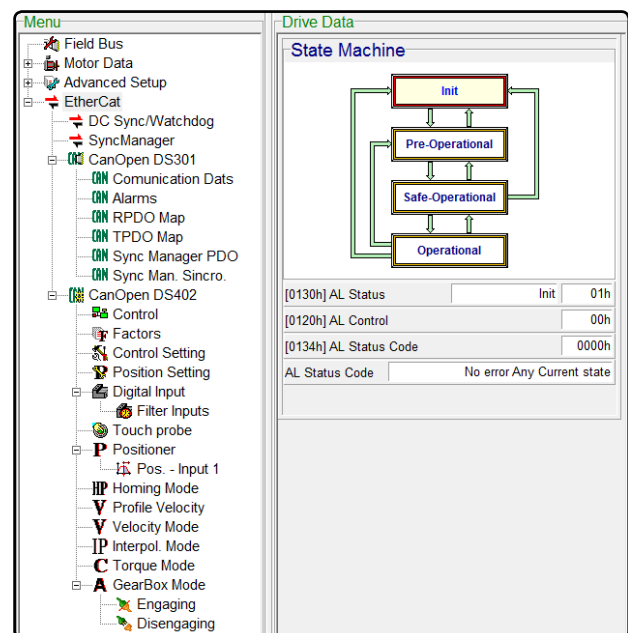 Menu
Field Bus
Motor Data
Advanced Setup
EtherCat
DC Sync/Watchdog
SyncManager
CanOpen DS301
Comunication Dats
Alarms
RPDO Map
TPDO Map
Sync Manager PDO
Sync Man. Sincro.
CanOpen DS402
Control
Factors
Control Setting
Position Setting
Digital Input
Filter Inputs
Touch probe
Positioner
Pos. - Input 1
Homing Mode
Profile Velocity
Velocity Mode
Interpol. Mode
Torque Mode
GearBox Mode
Engaging
Disengaging
Drive Data
State Machine
Init
Pre-Operational
Safe-Operational
Operational
[0130h] AL Status Init 01h
[0120h] AL Control 00h
[0134h] AL Status Code 0000h
AL Status Code No error Any Current state